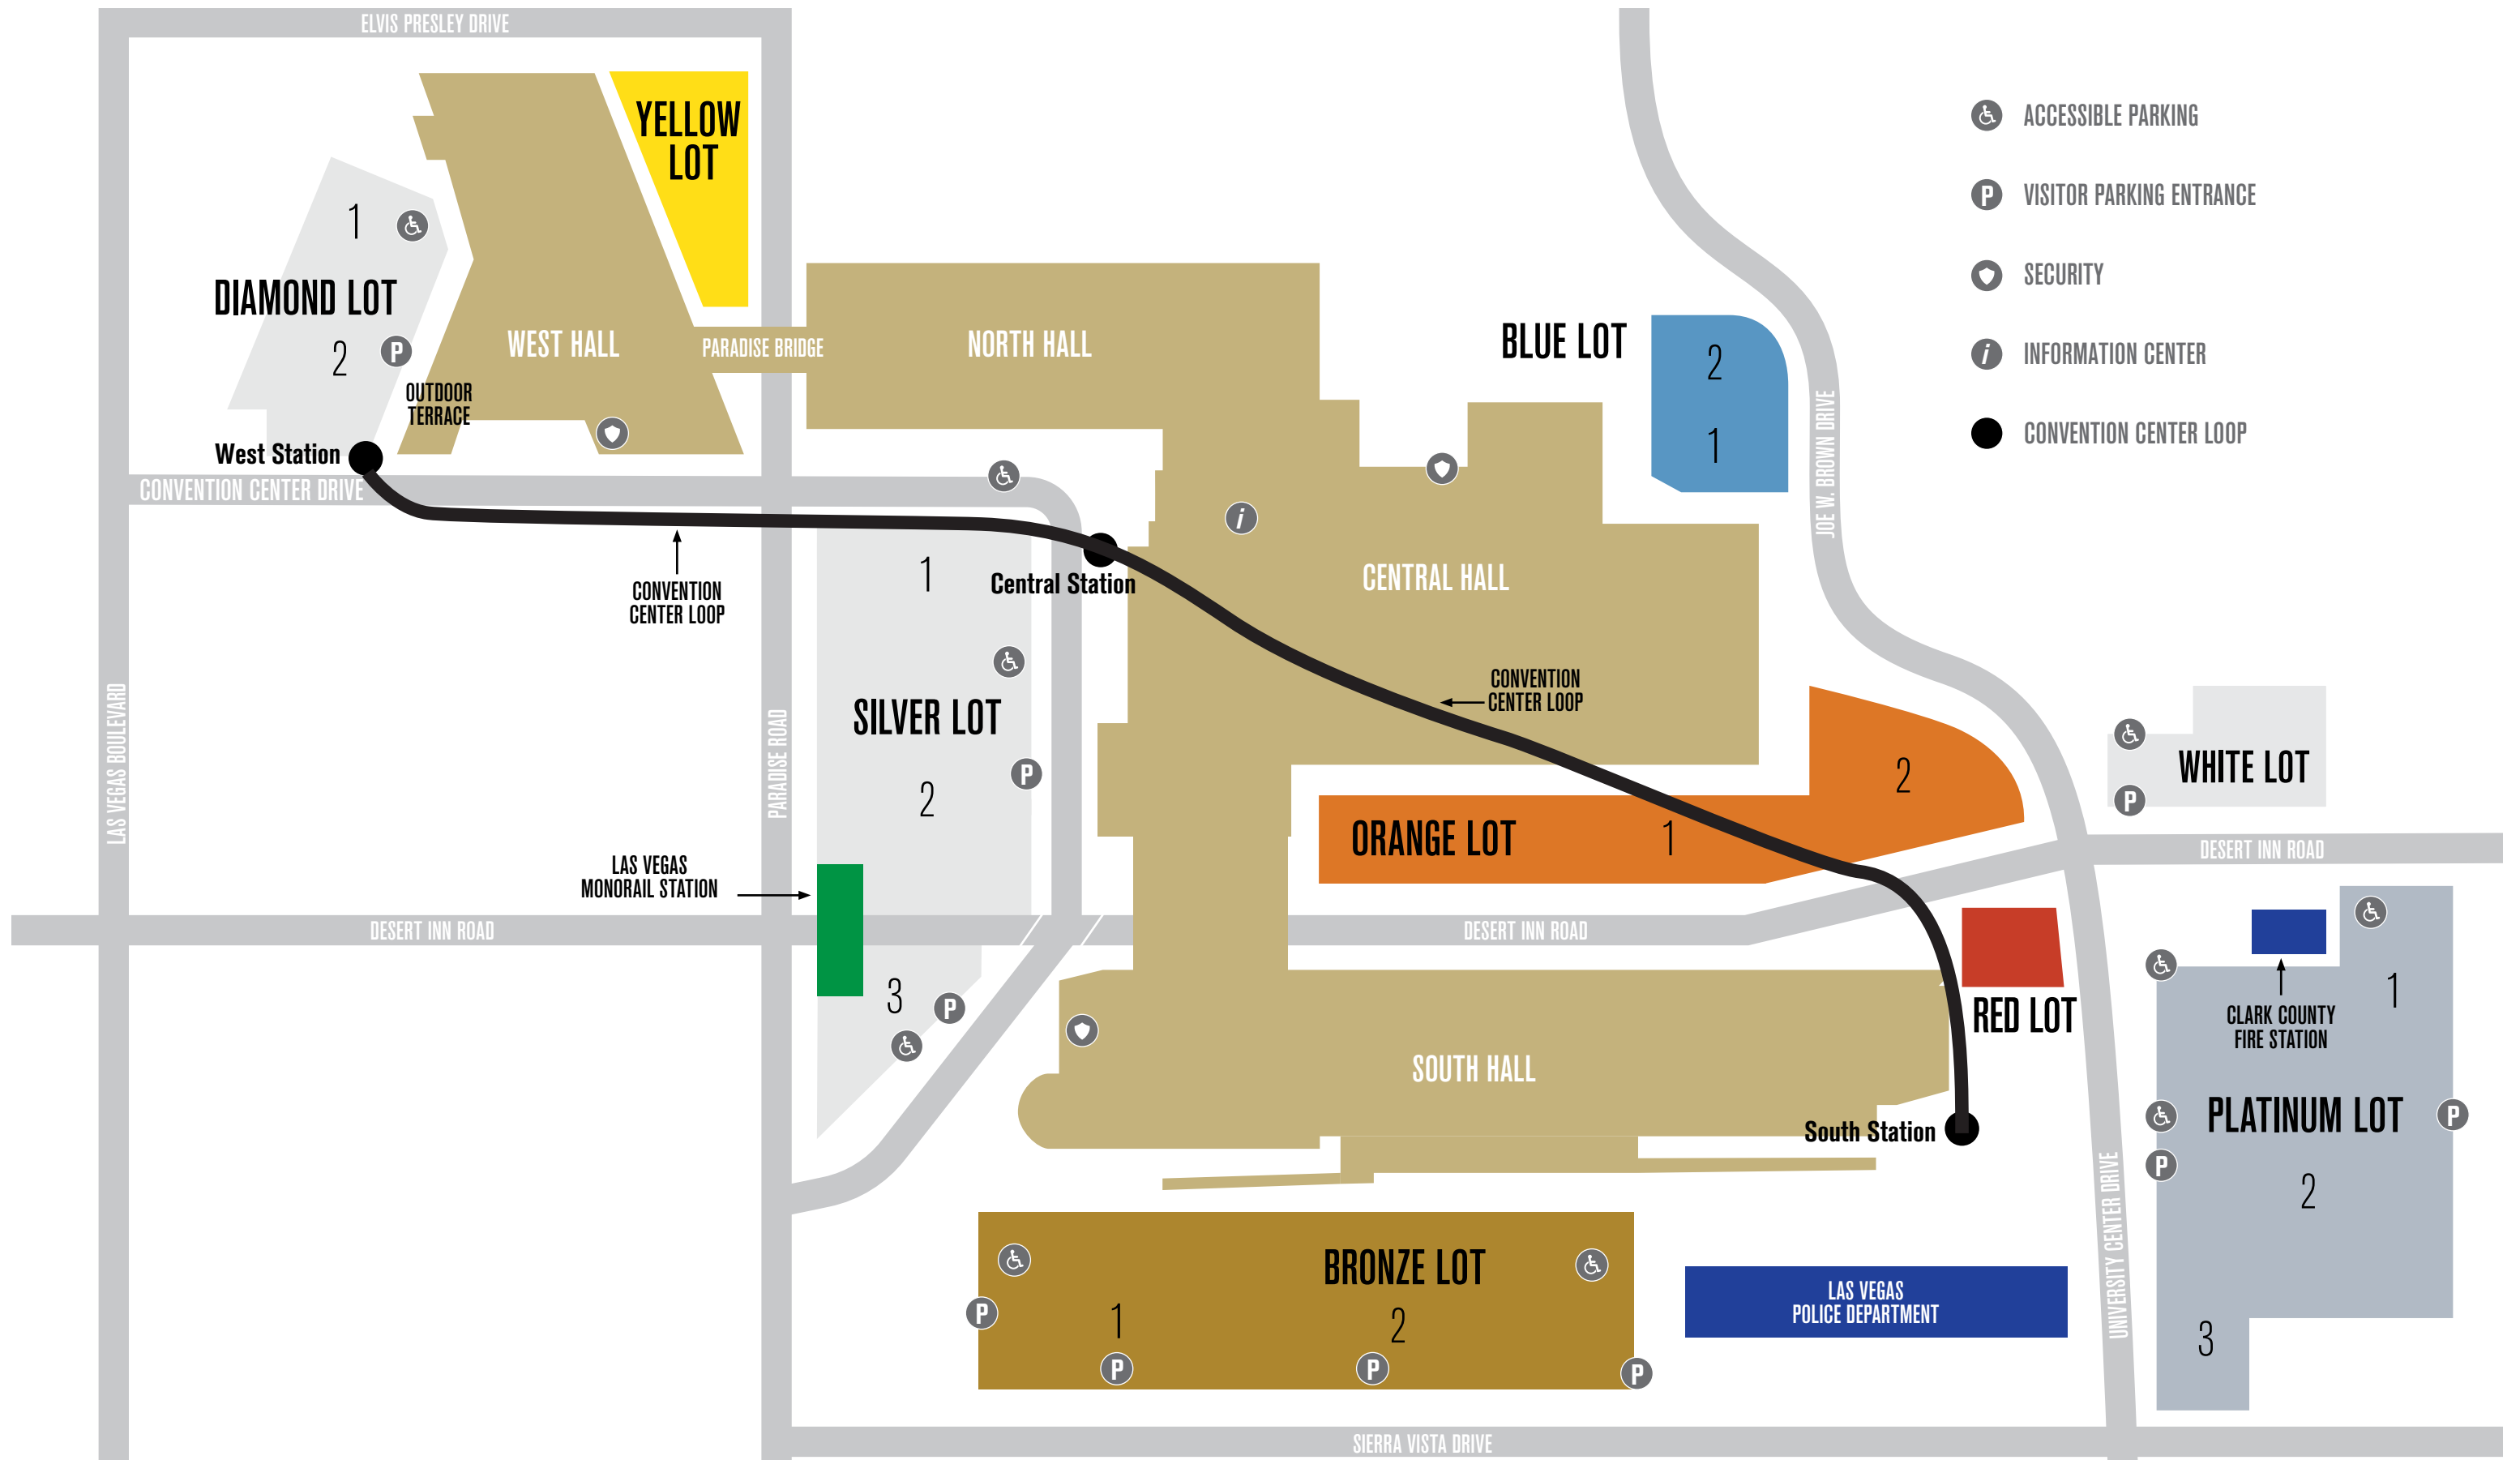 ELVIS PRESLEY DRIVE
YELLOW
LOT
ACCESSIBLE PARKING
P
VISITOR PARKING ENTRANCE
SECURITY
i
INFORMATION CENTER
CONVENTION CENTER LOOP
1
DIAMOND LOT
2
P
OUTDOOR
TERRACE
WEST HALL
PARADISE BRIDGE
NORTH HALL
BLUE LOT
2
1
JOE W. BROWN DRIVE
West Station
CONVENTION CENTER DRIVE
CONVENTION
CENTER LOOP
1
Central Station
i
CENTRAL HALL
CONVENTION
CENTER LOOP
LAS VEGAS BOULEVARD
PARADISE ROAD
SILVER LOT
2
P
ORANGE LOT
1
2
WHITE LOT
P
DESERT INN ROAD
LAS VEGAS
MONORAIL STATION
DESERT INN ROAD
DESERT INN ROAD
3
P
RED LOT
SOUTH HALL
South Station
CLARK COUNTY
FIRE STATION
1
PLATINUM LOT
P
P
2
3
UNIVERSITY CENTER DRIVE
BRONZE LOT
P
1
2
P
P
P
LAS VEGAS
POLICE DEPARTMENT
SIERRA VISTA DRIVE